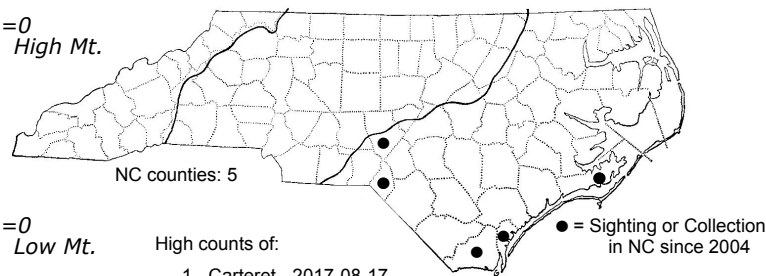 =0
High Mt.
NC counties: 5
=0
Low Mt.
High counts of:
1 - Carteret - 2017-08-17
● = Sighting or Collection
in NC since 2004